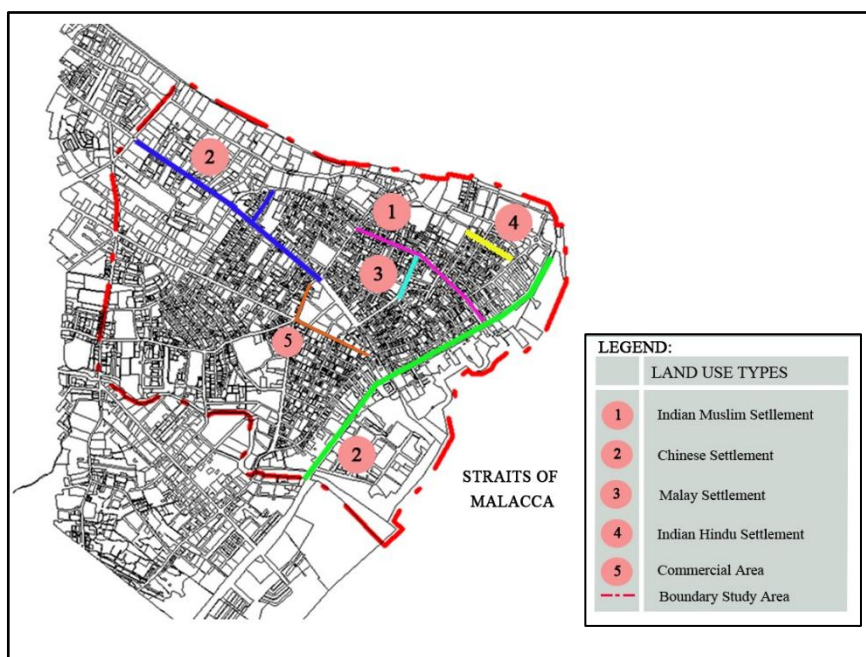 2
1
4
3
5
2
STRAITS OF
MALACCA
LEGEND:
LAND USE TYPES
1 Indian Muslim Setllement
2 Chinese Settlement
3 Malay Settlement
4 Indian Hindu Settlement
5 Commercial Area
Boundary Study Area